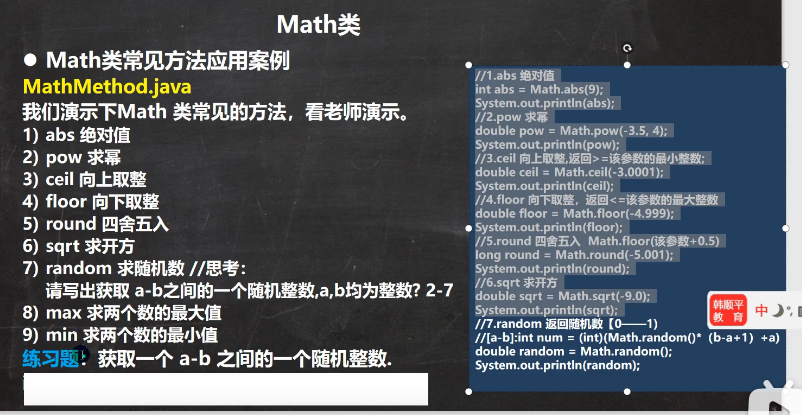 Math类
● Math类常见方法应用案例
MathMethod.java
我们演示下Math 类常见的方法，看老师演示。
1) abs 绝对值
2) pow 求幂
3) ceil 向上取整
4) floor 向下取整
5) round 四舍五入
6) sqrt 求开方
7) random 求随机数 //思考：
请写出获取 a-b之间的一个随机整数,a,b均为整数? 2-7
8) max 求两个数的最大值
9) min 求两个数的最小值
练习题：获取一个 a-b 之间的一个随机整数.
//1.abs 绝对值
int abs = Math.abs(9);
System.out.println(abs);
//2.pow 求幂
double pow = Math.pow(-3.5, 4);
System.out.println(pow);
//3.ceil 向上取整,返回>=该参数的最小整数;
double ceil = Math.ceil(-3.0001);
System.out.println(ceil);
//4.floor 向下取整，返回<=该参数的最大整数
double floor = Math.floor(-4.999);
System.out.println(floor);
//5.round 四舍五入  Math.floor(该参数+0.5)
long round = Math.round(-5.001);
System.out.println(round);
//6.sqrt 求开方
double sqrt = Math.sqrt(-9.0);
System.out.println(sqrt);
//7.random 返回随机数【0——1)
//[a-b]:int num = (int)(Math.random()*（b-a+1）+a)
double random = Math.random();
System.out.println(random);
韩顺平
教育
中